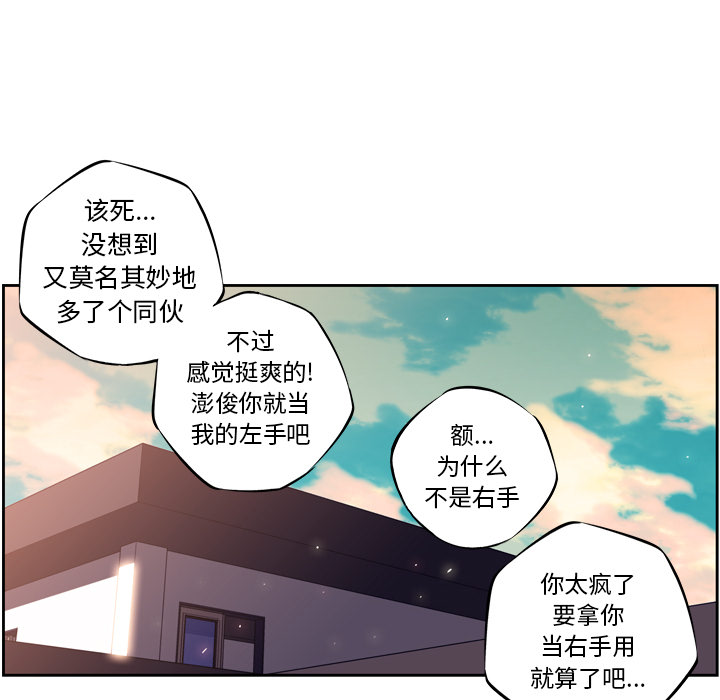 该死...
没想到
又莫名其妙地
多了个同伙
不过
感觉挺爽的!
澎俊你就当
我的左手吧
额...
为什么
不是右手
你太疯了
要拿你
当右手用
就算了吧...